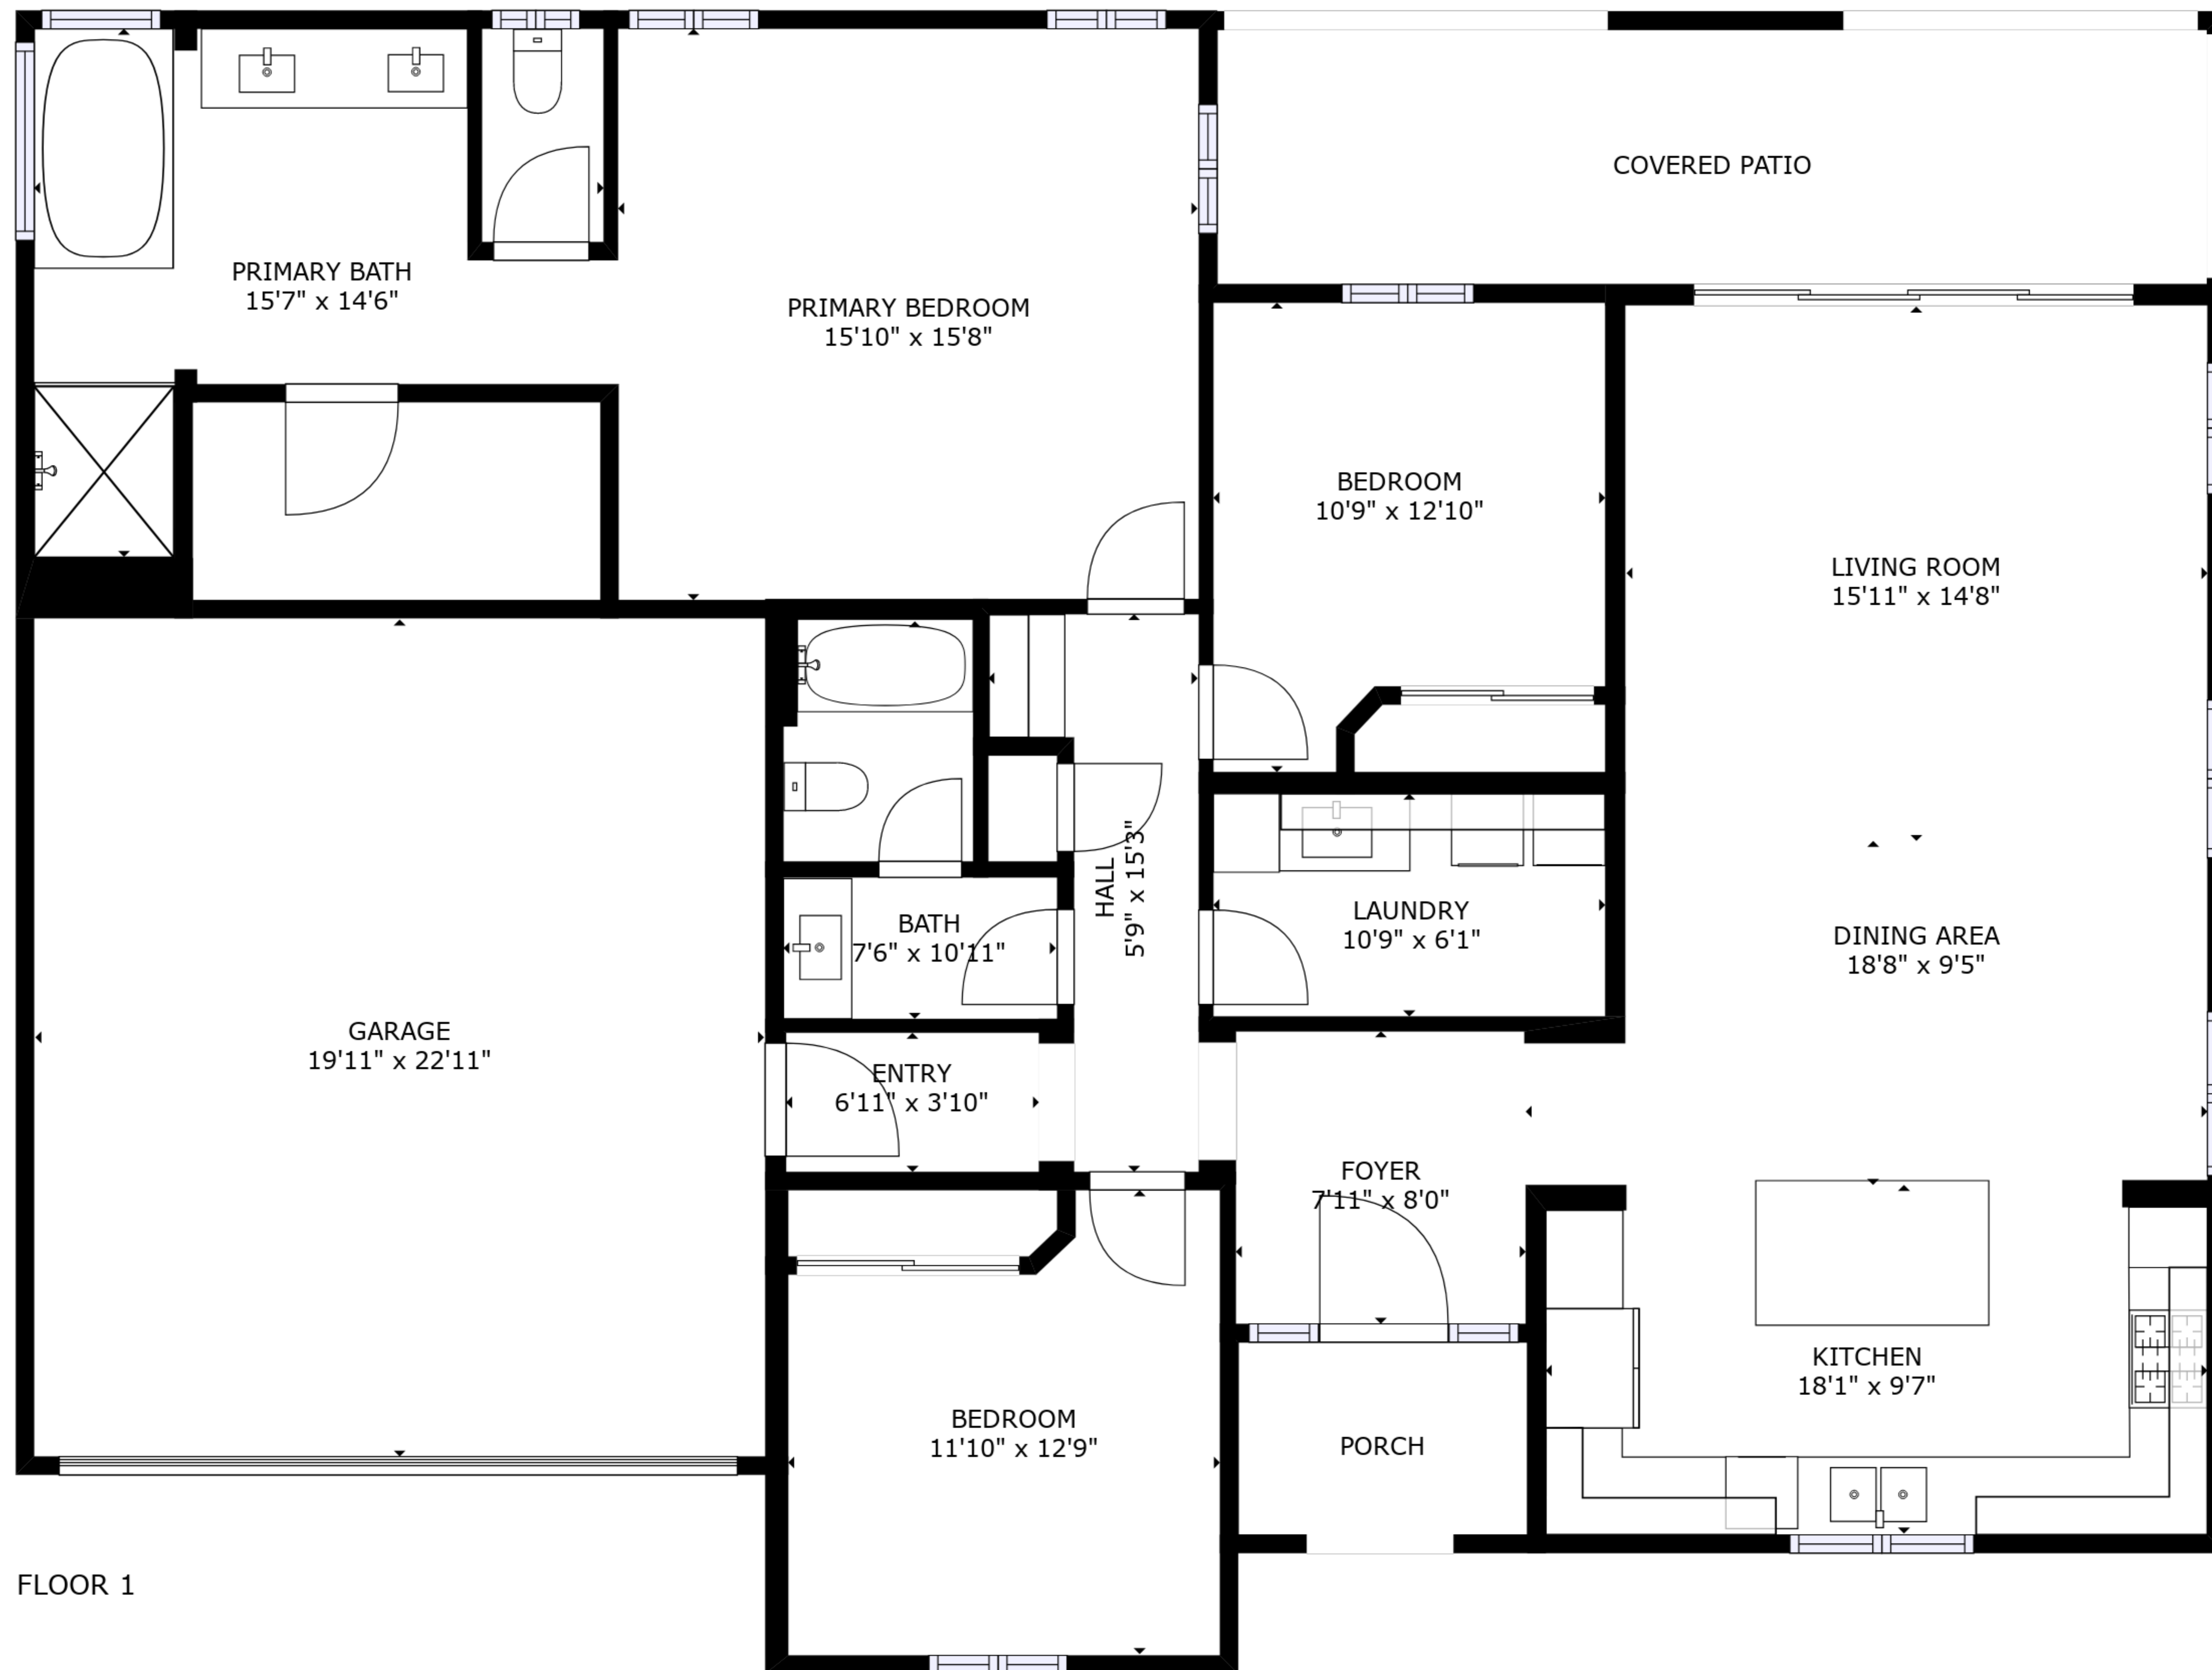 COVERED PATIO
PRIMARY BATH
15'7" x 14'6"
PRIMARY BEDROOM
15'10" x 15'8"
BEDROOM
10'9" x 12'10"
LIVING ROOM
15'11" x 14'8"
HALL
5'9" x 15'3"
BATH
7'6" x 10'11"
LAUNDRY
10'9" x 6'1"
DINING AREA
18'8" x 9'5"
GARAGE
19'11" x 22'11"
ENTRY
6'11" x 3'10"
FOYER
7'11" x 8'0"
KITCHEN
18'1" x 9'7"
BEDROOM
11'10" x 12'9"
PORCH
FLOOR 1